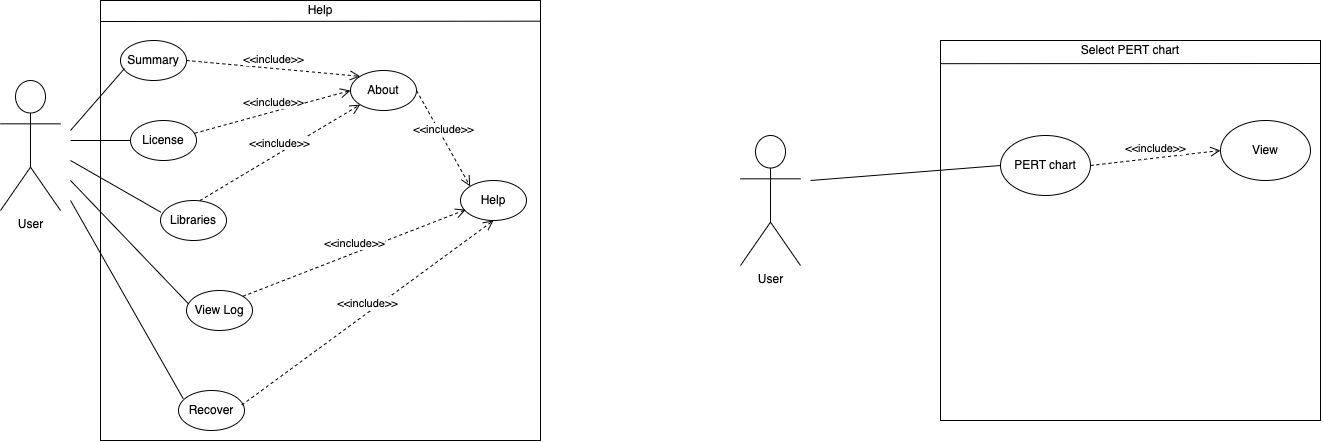 Help
Summary
<<include>>
About
<<include>>
License
<<include>>
<<include>>
Libraries
Help
User
<<include>>
View Log
<<include>>
Recover
Select PERT chart
PERT chart
<<include>>
View
User